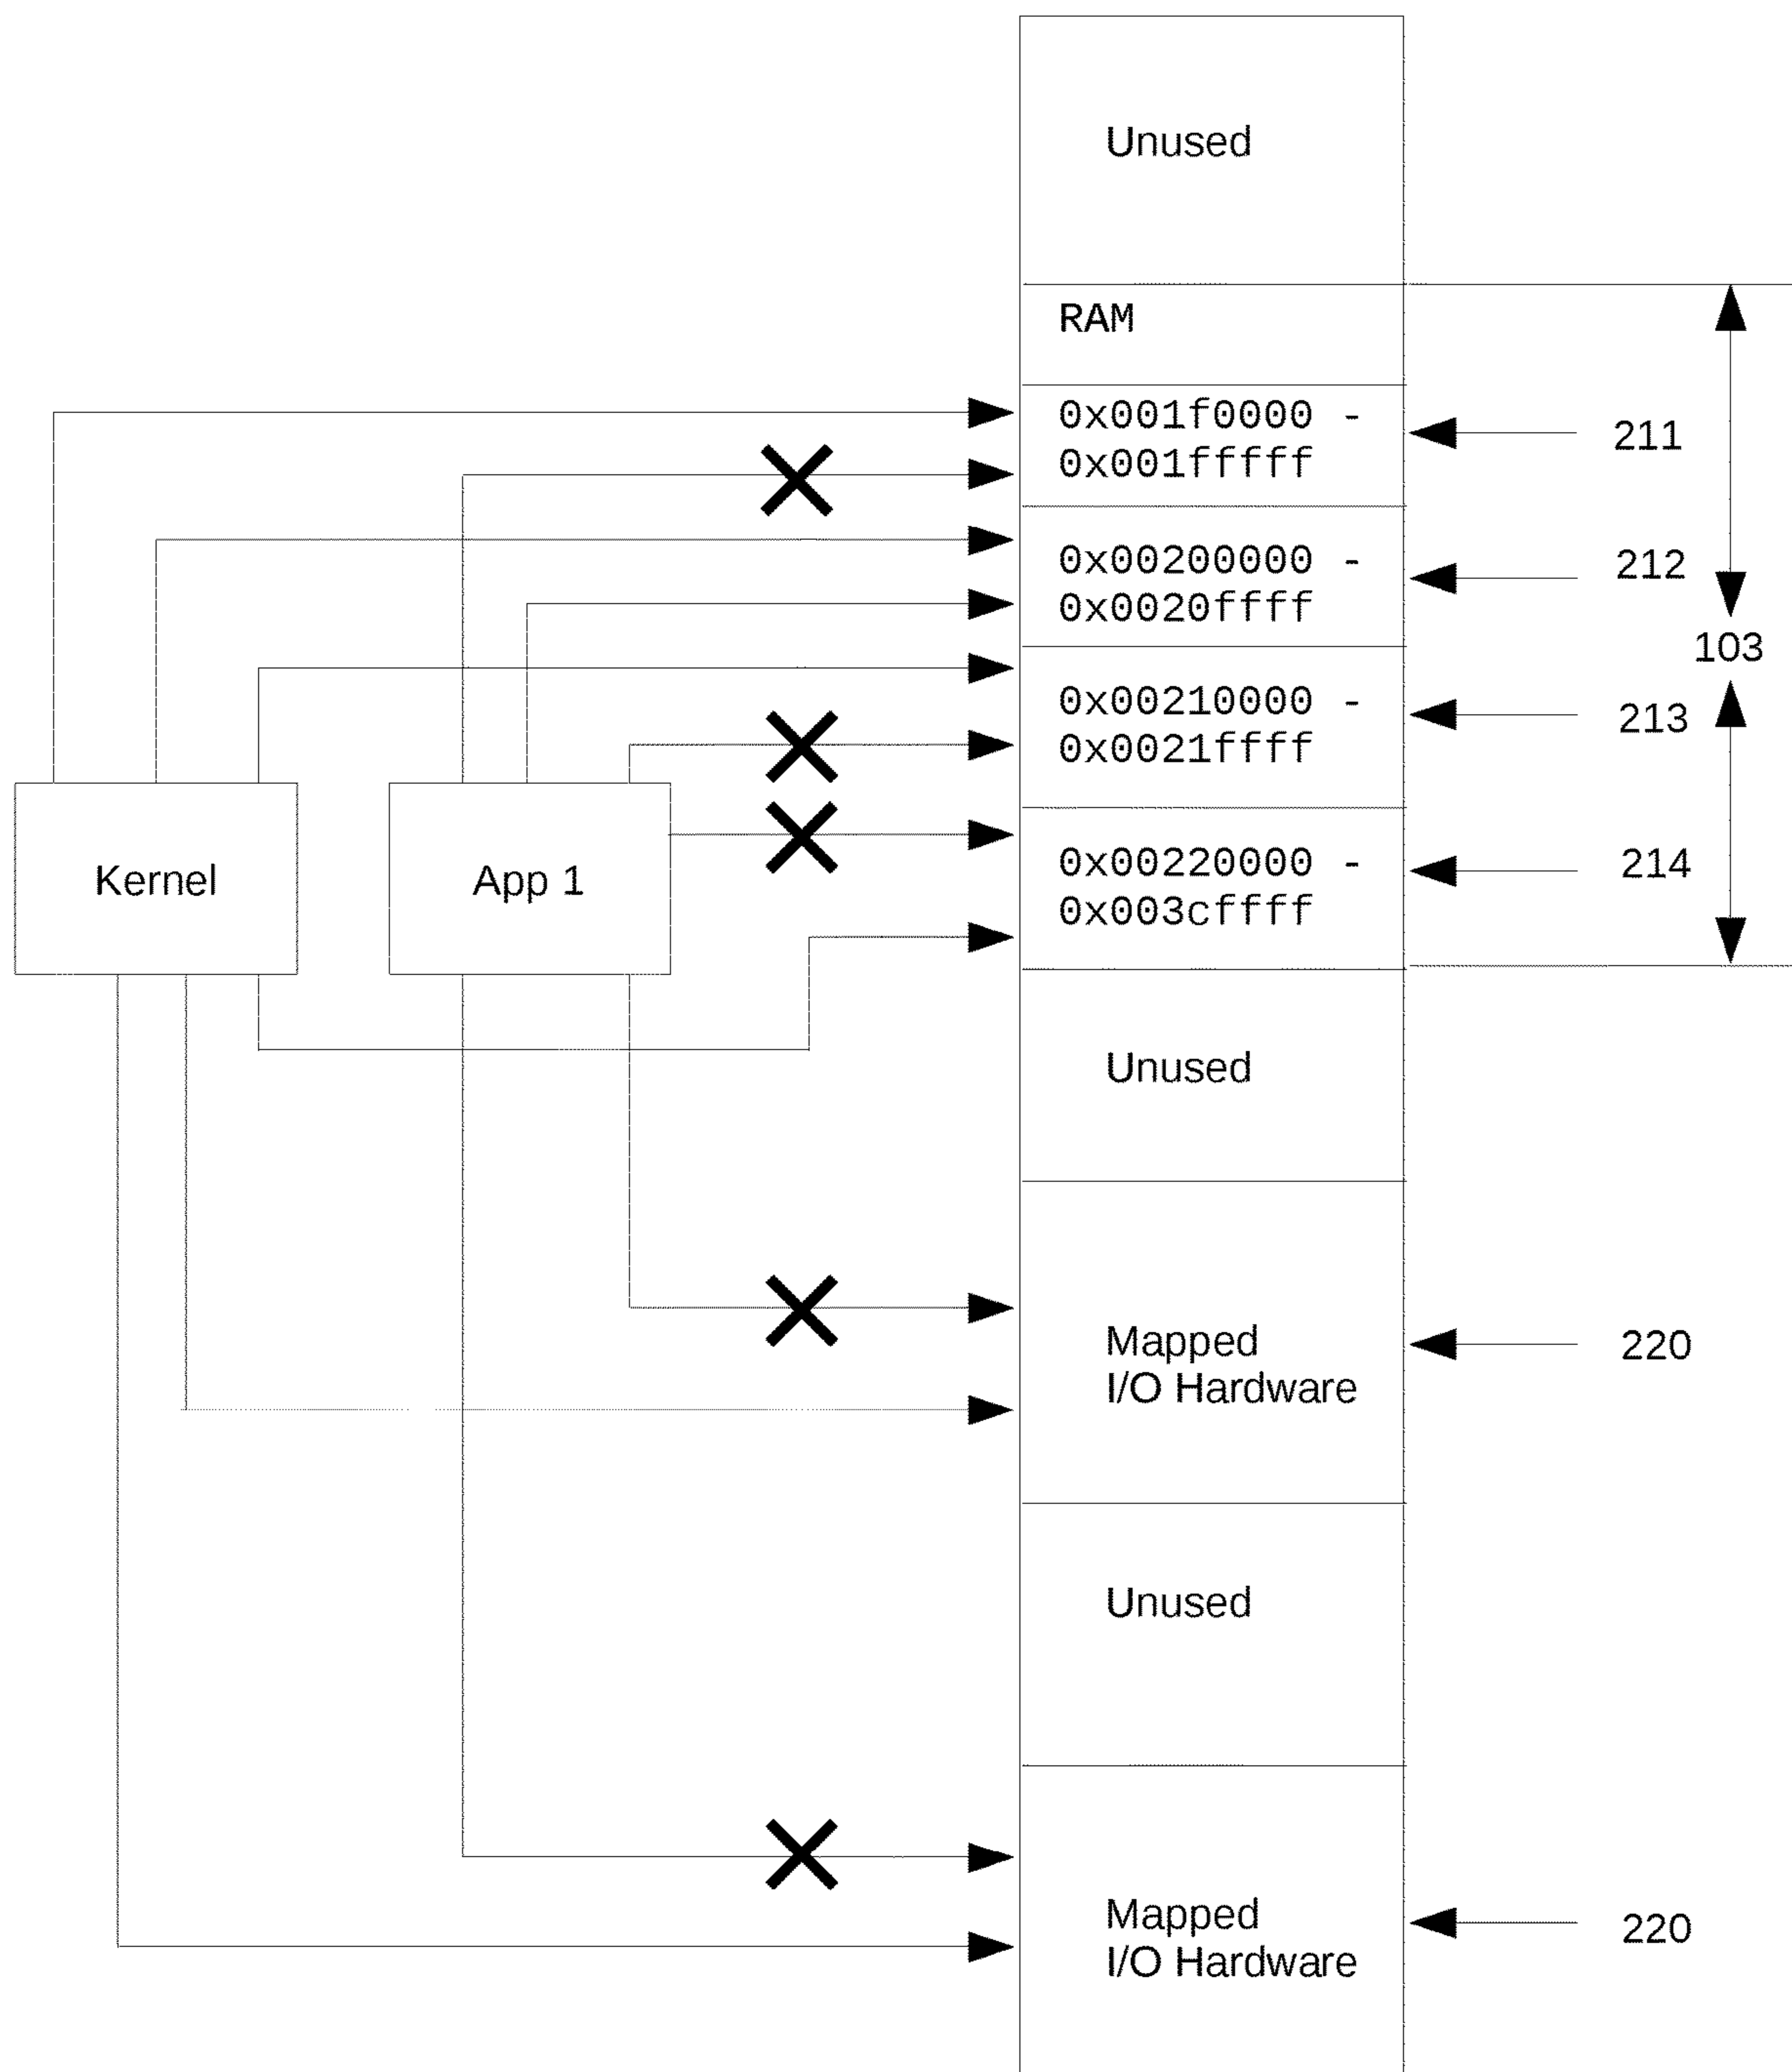 Unused
RAM
0x001f0000 -
0x001fffff
211
0x00200000 -
0x0020ffff
212
103
0x00210000 -
0x0021ffff
213
Kernel
App 1
0x00220000 -
0x003cffff
214
Unused
Mapped
I/O Hardware
220
Unused
Mapped
I/O Hardware
220